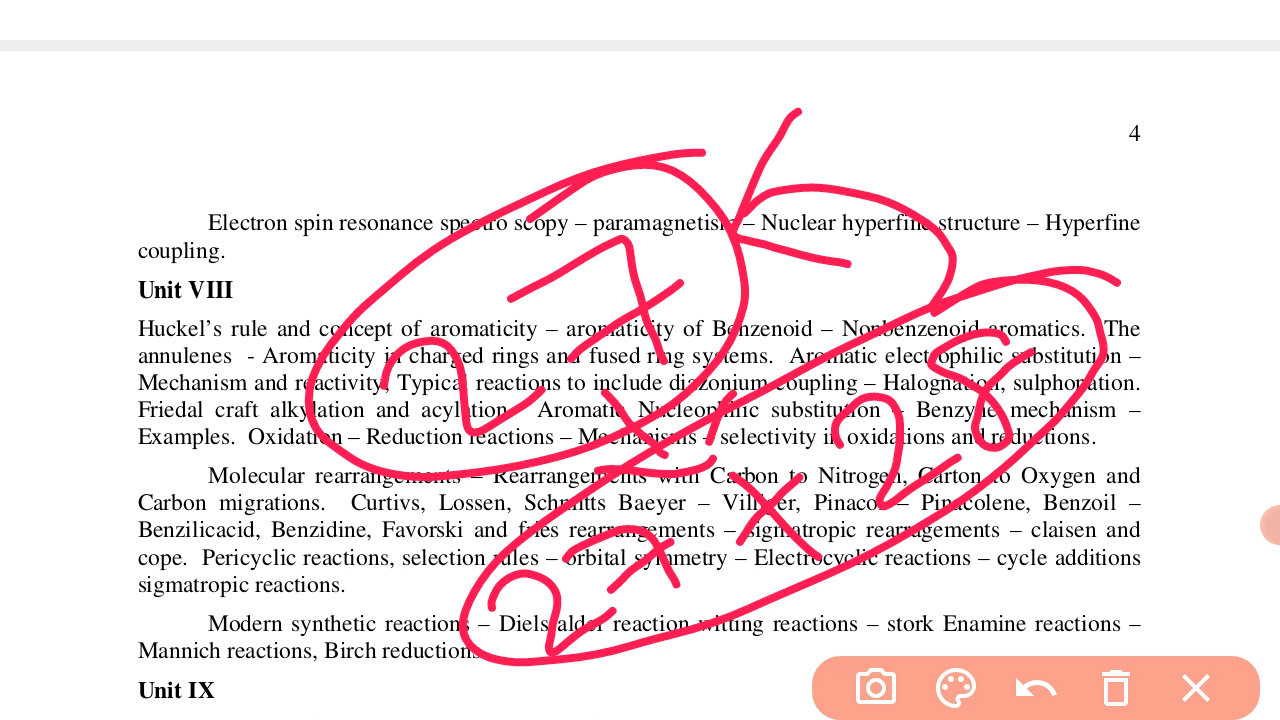 4
Electron spin resonance spectro scopy – paramagnetism – Nuclear hyperfine structure – Hyperfine
coupling.
Unit VIII
Huckel's rule and concept of aromaticity – aromaticity of Benzenoid – Nonbenzenoid aromatics. The
annulenes - Aromaticity in charged rings and fused ring systems. Aromatic electrophilic substitution –
Mechanism and reactivity, Typical reactions to include diazonium coupling – Halognation, sulphonation.
Friedal craft alkylation and acylation. Aromatic Nucleophilic substitution – Benzyne mechanism –
Examples. Oxidation – Reduction reactions – Mechanisms – selectivity in oxidations and reductions.
Molecular rearrangements – Rearrangements with Carbon to Nitrogen, Carton to Oxygen and
Carbon migrations. Curtivs, Lossen, Schmitts Baeyer – Villiger, Pinacol – Pinacolene, Benzoil –
Benzilicacid, Benzidine, Favorski and fries rearrangements – sigmatropic rearragements – claisen and
cope. Pericyclic reactions, selection rules – orbital symmetry – Electrocyclic reactions – cycle additions
sigmatropic reactions.
Modern synthetic reactions – Diels alder reaction witting reactions – stork Enamine reactions –
Mannich reactions, Birch reductions
Unit IX
27
27 x 28